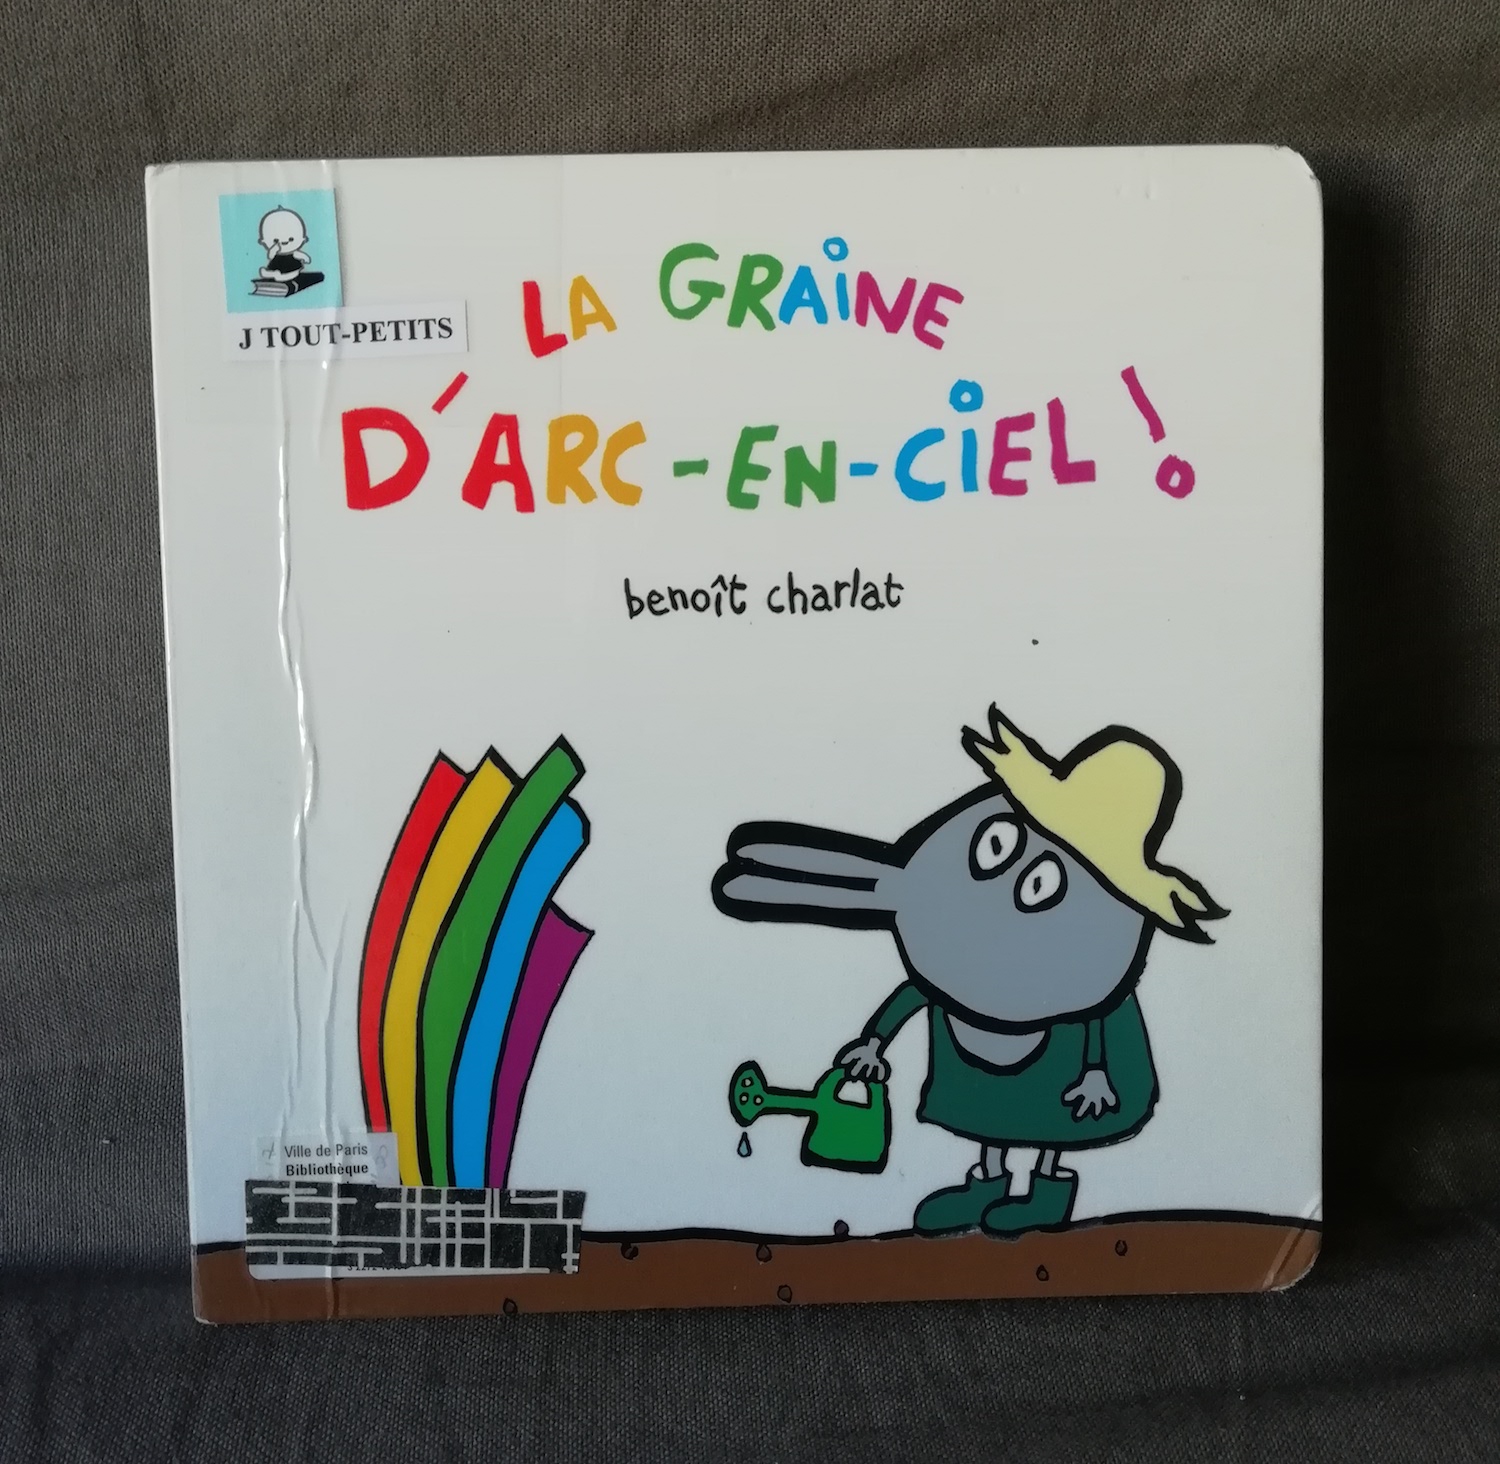 J TOUT-PETITS
LA GRAiNE
D'ARC-EN-CiEL!
benoît charlat
Ville de Paris
Bibliothèque